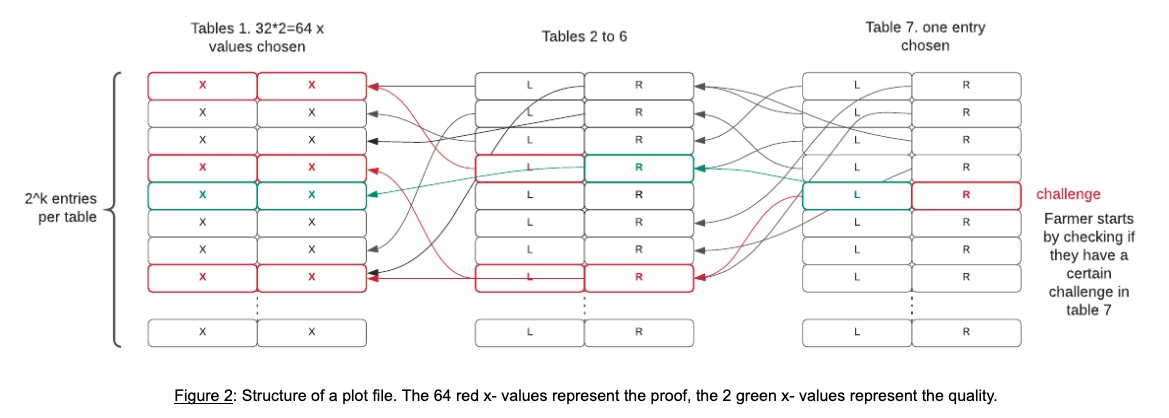 Tables 1. 32*2=64 x
values chosen
Tables 2 to 6
Table 7. one entry
chosen
X X L R L R
X X L R L R
X X L R L R
X X L R L R
X X L R L R
X X L R L R
X X L R L R
X X L R L R
X X L R L R
2^k entries
per table
challenge
Farmer starts
by checking if
they have a
certain
challenge in
table 7
Figure 2: Structure of a plot file. The 64 red x- values represent the proof, the 2 green x- values represent the quality.